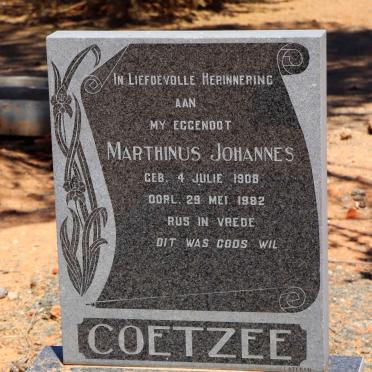 In Liefdevolle Herinnering
aan
my eggenoot
Marthinus Johannes
geb. 4 Julie 1908
oorl. 29 Mei 1982
Rus in vrede
Dit was Gods wil
COETZEE